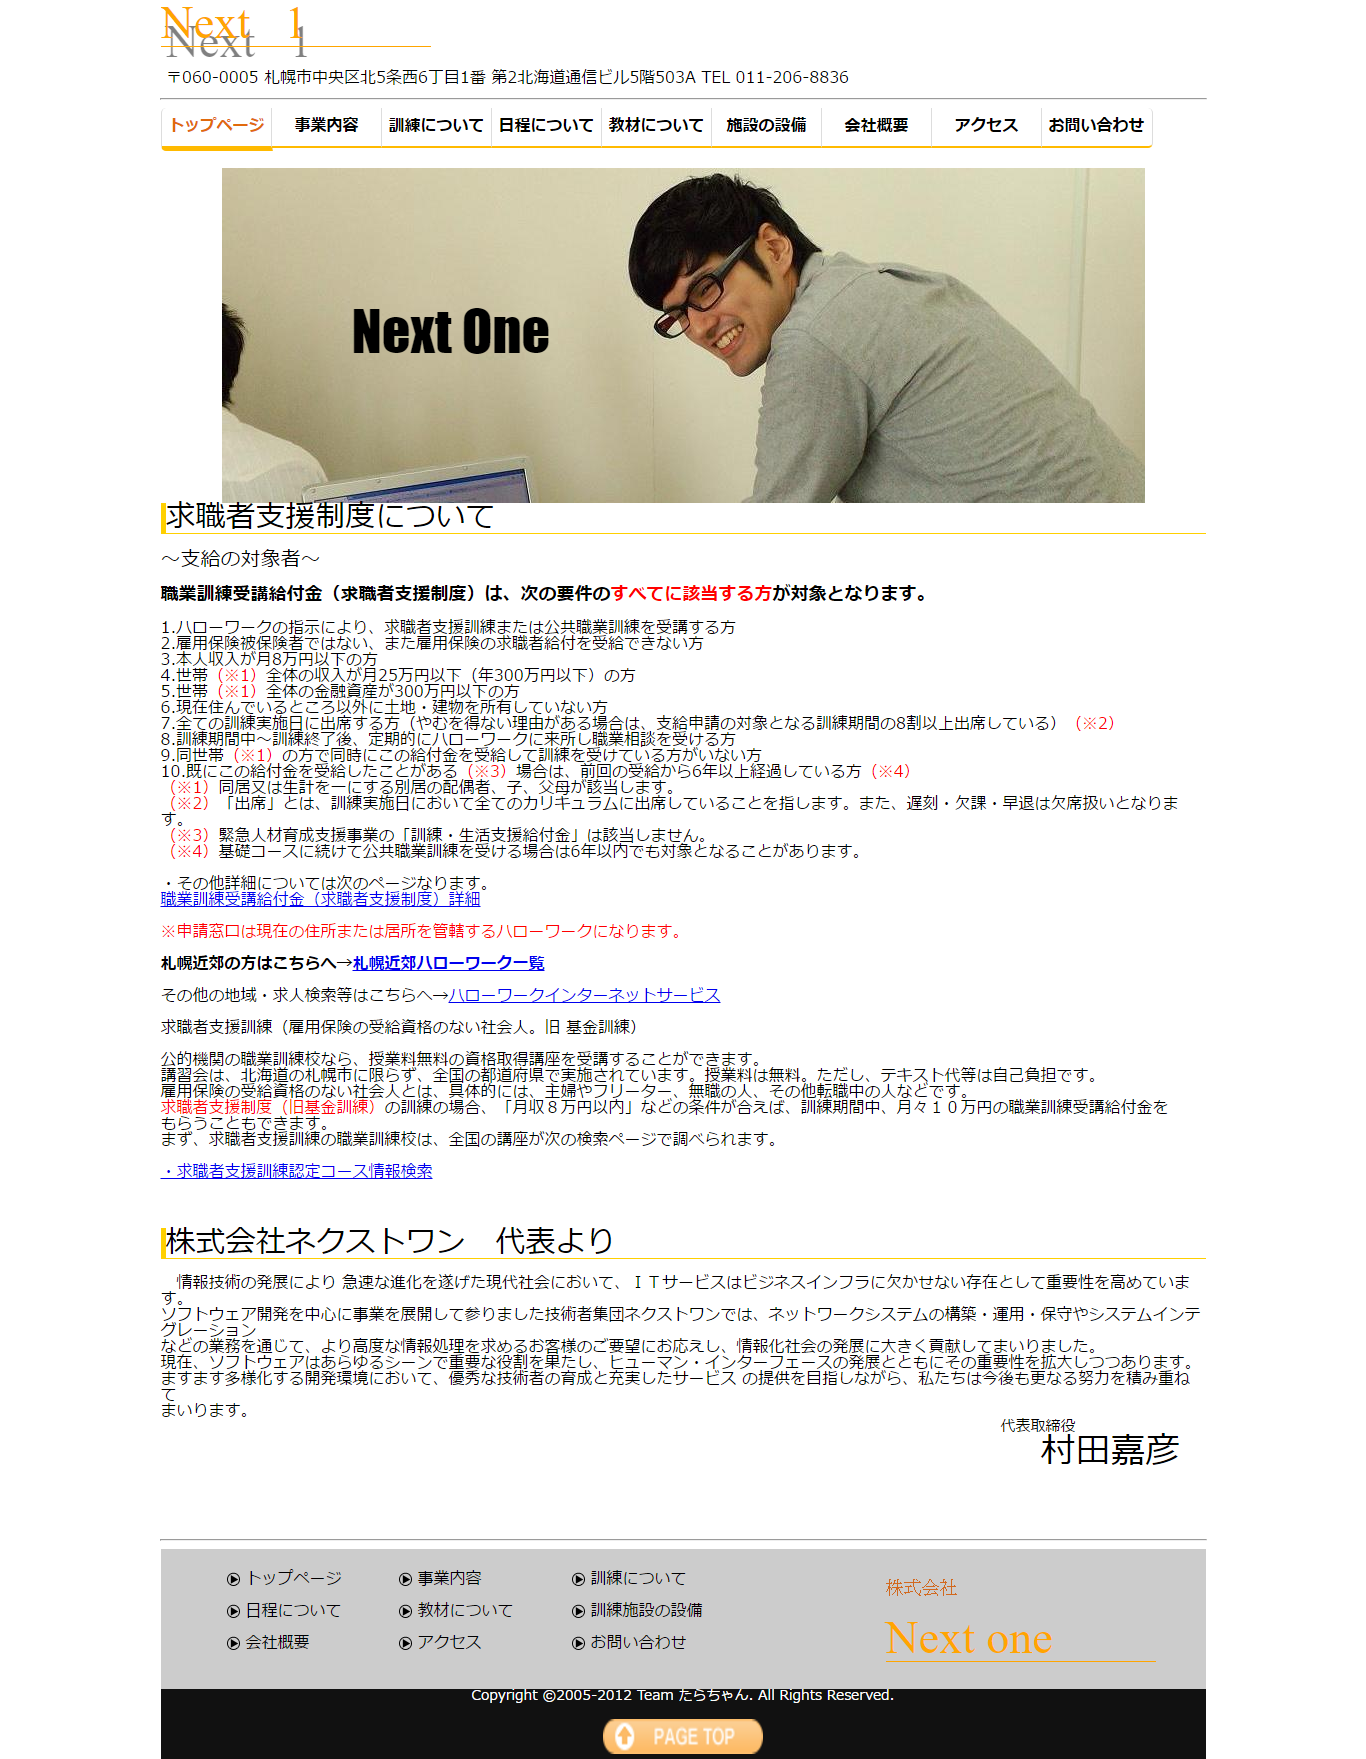 Next 1
〒060-0005 札幌市中央区北5条西6丁目1番 第2北海道通信ビル5階503A TEL 011-206-8836
トップページ 事業内容 訓練について 日程について 教材について 施設の設備 会社概要 アクセス お問い合わせ
Next One
求職者支援制度について
～支給の対象者～
職業訓練受講給付金（求職者支援制度）は、次の要件のすべてに該当する方が対象となります。
1.ハローワークの指示により、求職者支援訓練または公共職業訓練を受講する方
2.雇用保険被保険者ではない、また雇用保険の求職者給付を受給できない方
3.本人収入が月8万円以下の方
4.世帯（※1）全体の収入が月25万円以下（年300万円以下）の方
5.世帯（※1）全体の金融資産が300万円以下の方
6.現在住んでいるところ以外に土地・建物を所有していない方
7.全ての訓練実施日に出席する方（やむを得ない理由がある場合は、支給申請の対象となる訓練期間の8割以上出席している）（※2）
8.訓練期間中～訓練終了後、定期的にハローワークに来所し職業相談を受ける方
9.同世帯（※1）の方で同時にこの給付金を受給して訓練を受けている方がいない方
10.既にこの給付金を受給したことがある（※3）場合は、前回の受給から6年以上経過している方（※4）
（※1）同居又は生計を一にする別居の配偶者、子、父母が該当します。
（※2）「出席」とは、訓練実施日において全てのカリキュラムに出席していることを指します。また、遅刻・欠課・早退は欠席扱いとなりま
す。
（※3）緊急人材育成支援事業の「訓練・生活支援給付金」は該当しません。
（※4）基礎コースに続けて公共職業訓練を受ける場合は6年以内でも対象となることがあります。
・その他詳細については次のページなります。
職業訓練受講給付金（求職者支援制度）詳細
※申請窓口は現在の住所または居所を管轄するハローワークになります。
札幌近郊の方はこちらへ→札幌近郊ハローワーク一覧
その他の地域・求人検索等はこちらへ→ハローワークインターネットサービス
求職者支援訓練（雇用保険の受給資格のない社会人。旧 基金訓練）
公的機関の職業訓練校なら、授業料無料の資格取得講座を受講することができます。
講習会は、北海道の札幌市に限らず、全国の都道府県で実施されています。授業料は無料。ただし、テキスト代等は自己負担です。
雇用保険の受給資格のない社会人とは、具体的には、主婦やフリーター、無職の人、その他転職中の人などです。
求職者支援制度（旧基金訓練）の訓練の場合、「月収８万円以内」などの条件が合えば、訓練期間中、月々１０万円の職業訓練受講給付金を
もらうこともできます。
まず、求職者支援訓練の職業訓練校は、全国の講座が次の検索ページで調べられます。
・求職者支援訓練認定コース情報検索
株式会社ネクストワン　代表より
　情報技術の発展により 急速な進化を遂げた現代社会において、ＩＴサービスはビジネスインフラに欠かせない存在として重要性を高めていま
す。
ソフトウェア開発を中心に事業を展開して参りました技術者集団ネクストワンでは、ネットワークシステムの構築・運用・保守やシステムインテ
グレーション
などの業務を通じて、より高度な情報処理を求めるお客様のご要望にお応えし、情報化社会の発展に大きく貢献してまいりました。
現在、ソフトウェアはあらゆるシーンで重要な役割を果たし、ヒューマン・インターフェースの発展とともにその重要性を拡大しつつあります。
ますます多様化する開発環境において、優秀な技術者の育成と充実したサービス の提供を目指しながら、私たちは今後も更なる努力を積み重ね
て
まいります。
代表取締役
村田嘉彦
トップページ 事業内容 訓練について
日程について 教材について 訓練施設の設備
会社概要 アクセス お問い合わせ
株式会社
Next one
Copyright ©2005-2012 Team たらちゃん. All Rights Reserved.
PAGE TOP